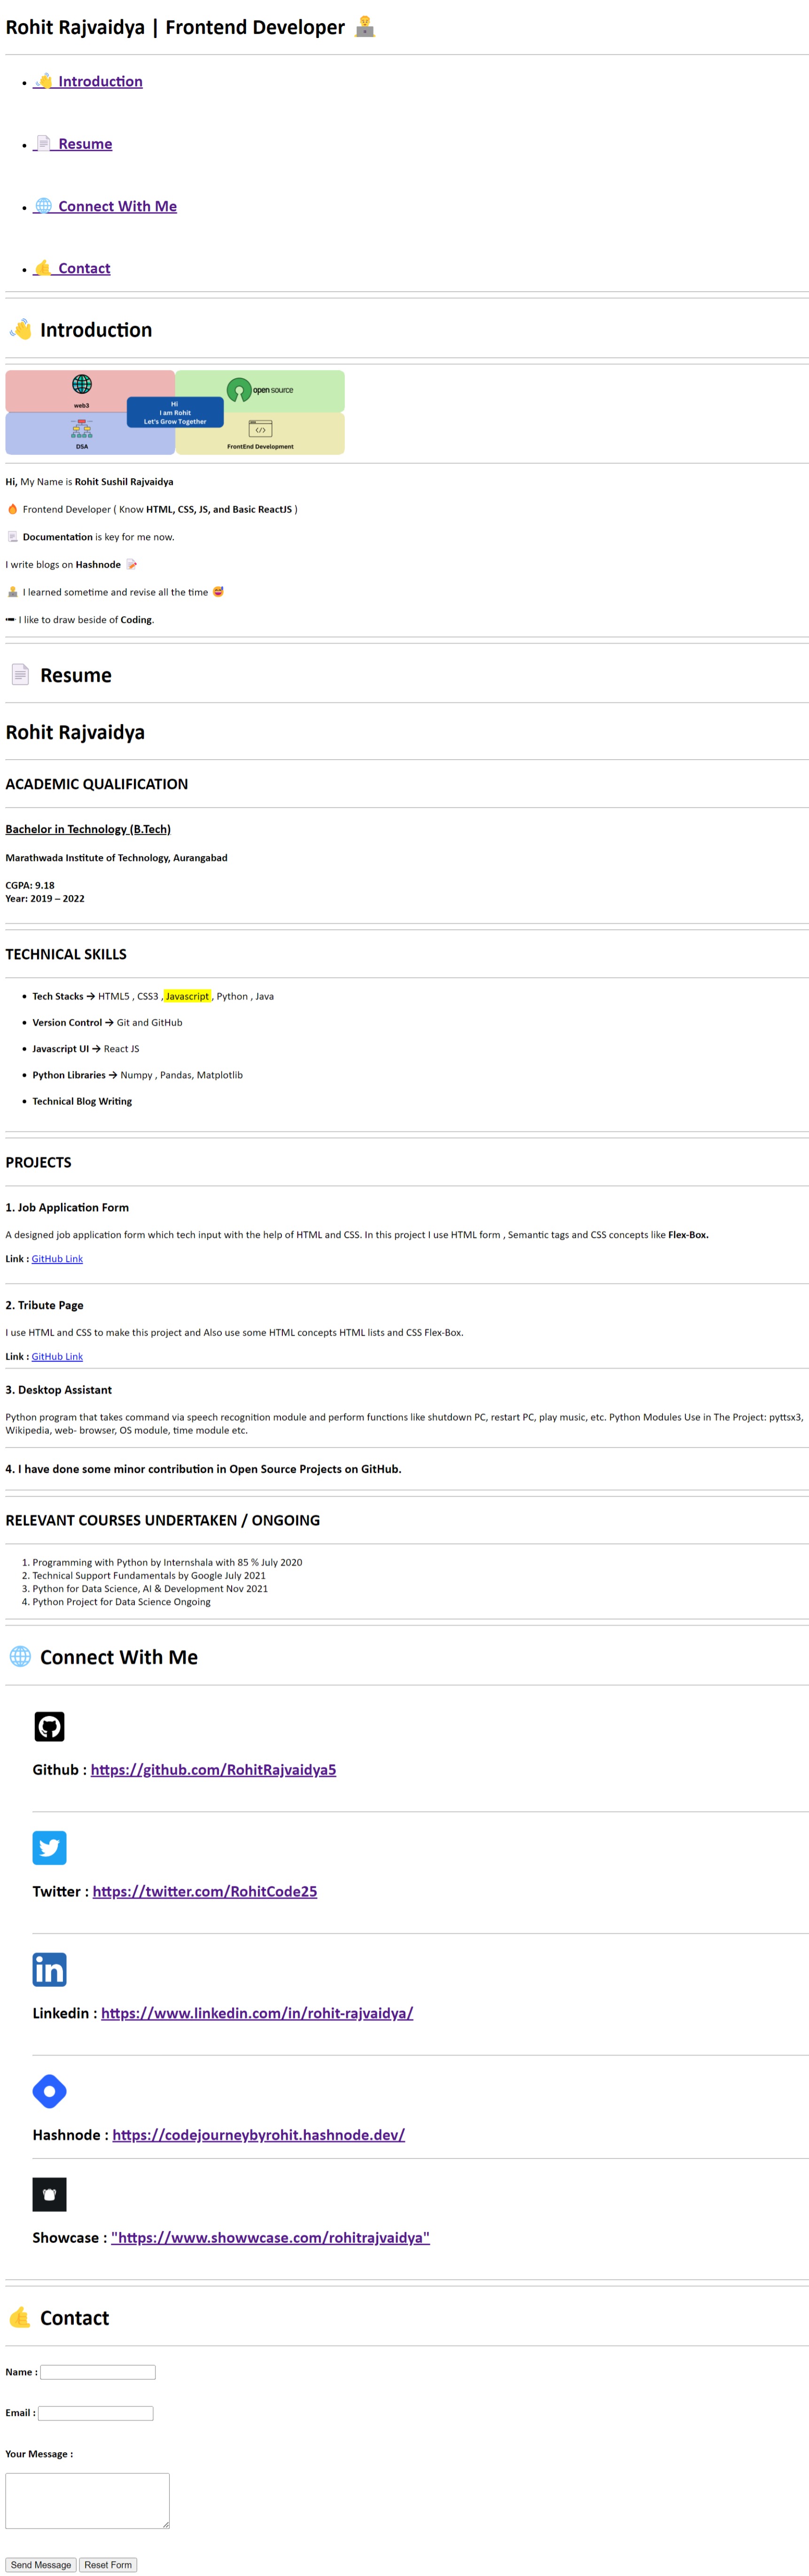 Rohit Rajvaidya | Frontend Developer 🧑‍💻
👋 Introduction
📄 Resume
🌐 Connect With Me
🤙 Contact
👋 Introduction
web3
open source
Hi
I am Rohit
Let's Grow Together
DSA
FrontEnd Development
Hi, My Name is Rohit Sushil Rajvaidya
🔥 Frontend Developer ( Know HTML, CSS, JS, and Basic ReactJS )
📃 Documentation is key for me now.
I write blogs on Hashnode 📝
🧑‍💻 I learned sometime and revise all the time 😅
✒️ I like to draw beside of Coding.
📄 Resume
Rohit Rajvaidya
ACADEMIC QUALIFICATION
Bachelor in Technology (B.Tech)
Marathwada Institute of Technology, Aurangabad
CGPA: 9.18
Year: 2019 – 2022
TECHNICAL SKILLS
Tech Stacks → HTML5 , CSS3 , Javascript , Python , Java
Version Control → Git and GitHub
Javascript UI → React JS
Python Libraries → Numpy , Pandas, Matplotlib
Technical Blog Writing
PROJECTS
1. Job Application Form
A designed job application form which tech input with the help of HTML and CSS. In this project I use HTML form , Semantic tags and CSS concepts like Flex-Box.
Link : GitHub Link
2. Tribute Page
I use HTML and CSS to make this project and Also use some HTML concepts HTML lists and CSS Flex-Box.
Link : GitHub Link
3. Desktop Assistant
Python program that takes command via speech recognition module and perform functions like shutdown PC, restart PC, play music, etc. Python Modules Use in The Project: pyttsx3,
Wikipedia, web- browser, OS module, time module etc.
4. I have done some minor contribution in Open Source Projects on GitHub.
RELEVANT COURSES UNDERTAKEN / ONGOING
1. Programming with Python by Internshala with 85 % July 2020
2. Technical Support Fundamentals by Google July 2021
3. Python for Data Science, AI & Development Nov 2021
4. Python Project for Data Science Ongoing
🌐 Connect With Me
Github : https://github.com/RohitRajvaidya5
Twitter : https://twitter.com/RohitCode25
Linkedin : https://www.linkedin.com/in/rohit-rajvaidya/
Hashnode : https://codejourneybyrohit.hashnode.dev/
Showcase : "https://www.showwcase.com/rohitrajvaidya"
🤙 Contact
Name :
Email :
Your Message :
Send Message Reset Form